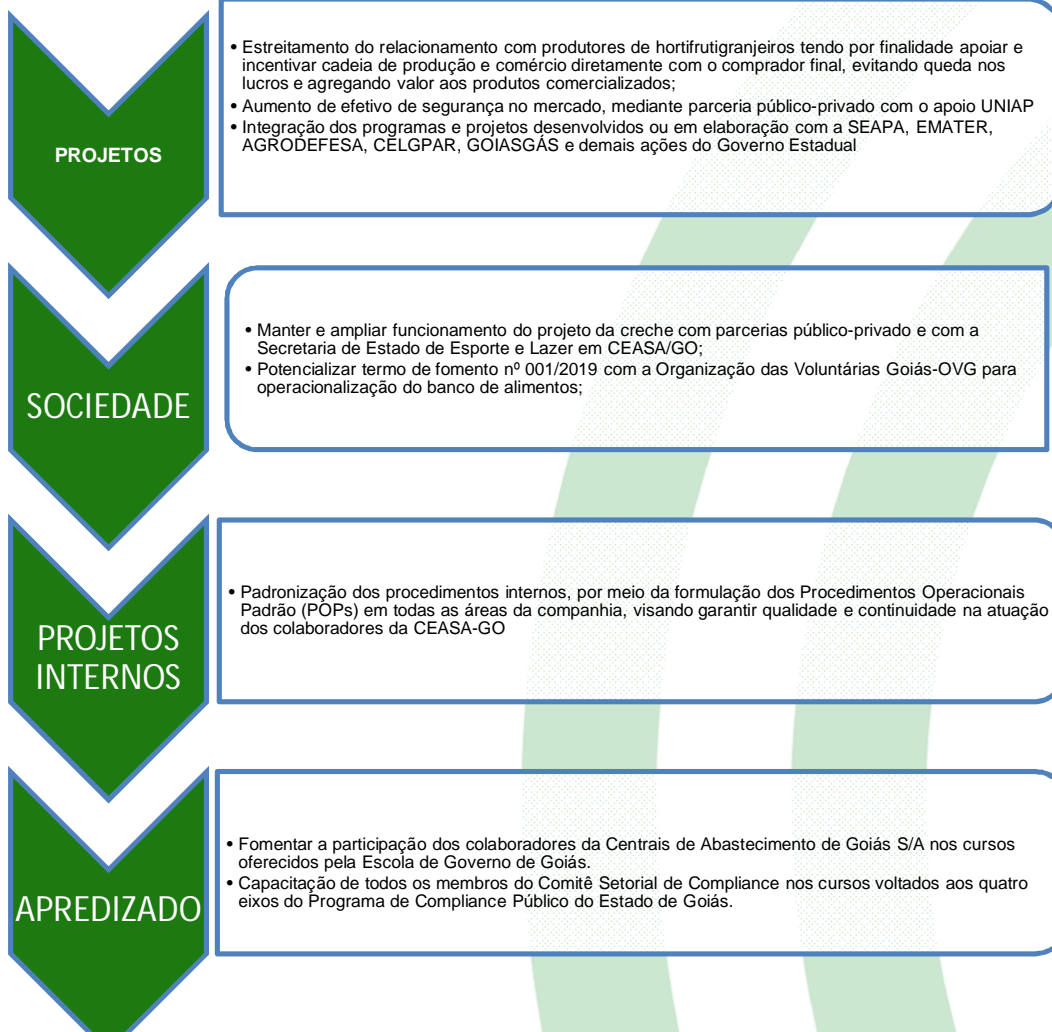 PROJETOS
• Estreitamento do relacionamento com produtores de hortifrutigranjeiros tendo por finalidade apoiar e
incentivar cadeia de produção e comércio diretamente com o comprador final, evitando queda nos
lucros e agregando valor aos produtos comercializados;
• Aumento de efetivo de segurança no mercado, mediante parceria público-privado com o apoio UNIAP
• Integração dos programas e projetos desenvolvidos ou em elaboração com a SEAPA, EMATER,
AGRODEFESA, CELGPAR, GOIASGÁS e demais ações do Governo Estadual
SOCIEDADE
• Manter e ampliar funcionamento do projeto da creche com parcerias público-privado e com a
Secretaria de Estado de Esporte e Lazer em CEASA/GO;
• Potencializar termo de fomento nº 001/2019 com a Organização das Voluntárias Goiás-OVG para
operacionalização do banco de alimentos;
PROJETOS
INTERNOS
• Padronização dos procedimentos internos, por meio da formulação dos Procedimentos Operacionais
Padrão (POPs) em todas as áreas da companhia, visando garantir qualidade e continuidade na atuação
dos colaboradores da CEASA-GO
APREDIZADO
• Fomentar a participação dos colaboradores da Centrais de Abastecimento de Goiás S/A nos cursos
oferecidos pela Escola de Governo de Goiás.
• Capacitação de todos os membros do Comitê Setorial de Compliance nos cursos voltados aos quatro
eixos do Programa de Compliance Público do Estado de Goiás.